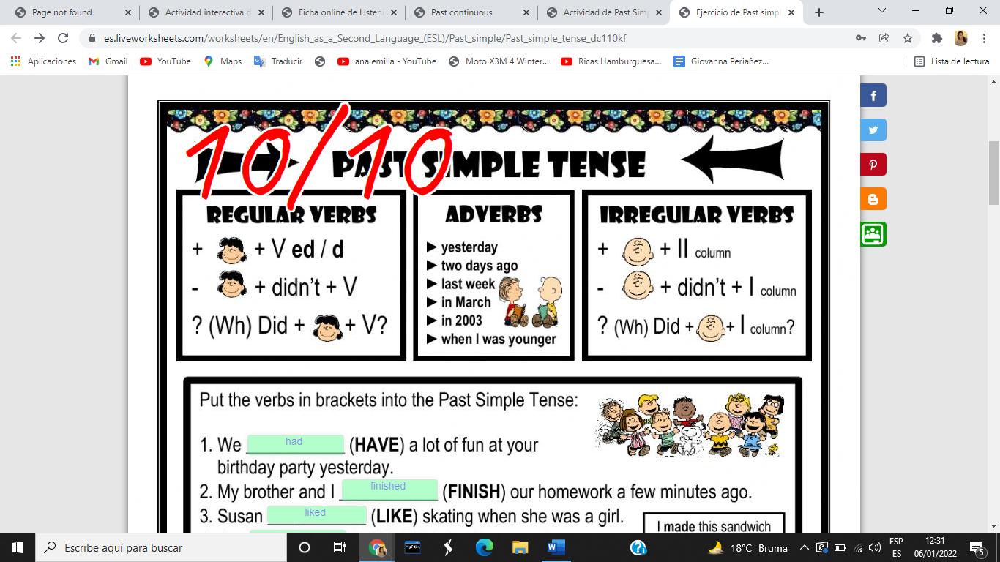 Page not found
Actividad interactiva d
Ficha online de Listeni
Past continuous
Actividad de Past Simp
Ejercicio de Past simpl
es.liveworksheets.com/worksheets/en/English_as_a_Second_Language_(ESL)/Past_simple/Past_simple_tense_dc110kf
Aplicaciones
Gmail
YouTube
Maps
Traducir
ana emilia - YouTube
Moto X3M 4 Winter...
Ricas Hamburguesa...
Giovanna Periañez...
Lista de lectura
10/10
PAST SIMPLE TENSE
REGULAR VERBS
+ + V ed / d
- + didn't + V
? (Wh) Did + + V?
ADVERBS
► yesterday
► two days ago
► last week
► in March
► in 2003
► when I was younger
IRREGULAR VERBS
+ + II column
- + didn't + I column
? (Wh) Did + + I column?
Put the verbs in brackets into the Past Simple Tense:
1. We had (HAVE) a lot of fun at your
birthday party yesterday.
2. My brother and I finished (FINISH) our homework a few minutes ago.
3. Susan liked (LIKE) skating when she was a girl.
I made this sandwich
Escribe aquí para buscar
MySQL
18°C Bruma
ESP
ES
12:31
06/01/2022
5